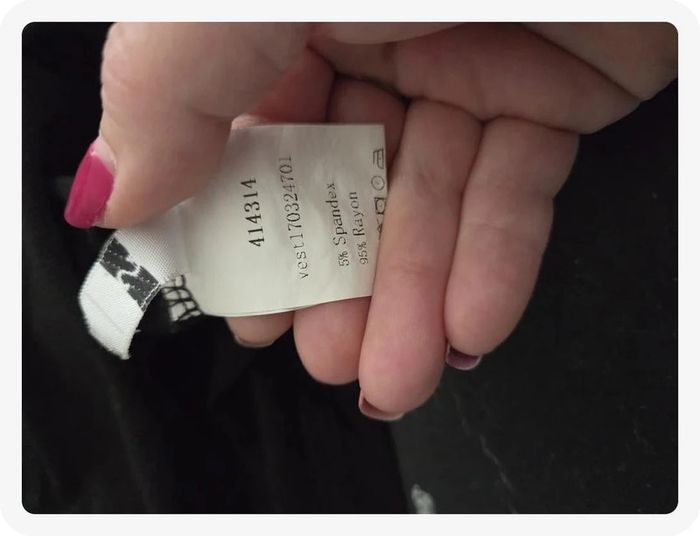 414314
vest170324701
5% Spandex
95% Rayon